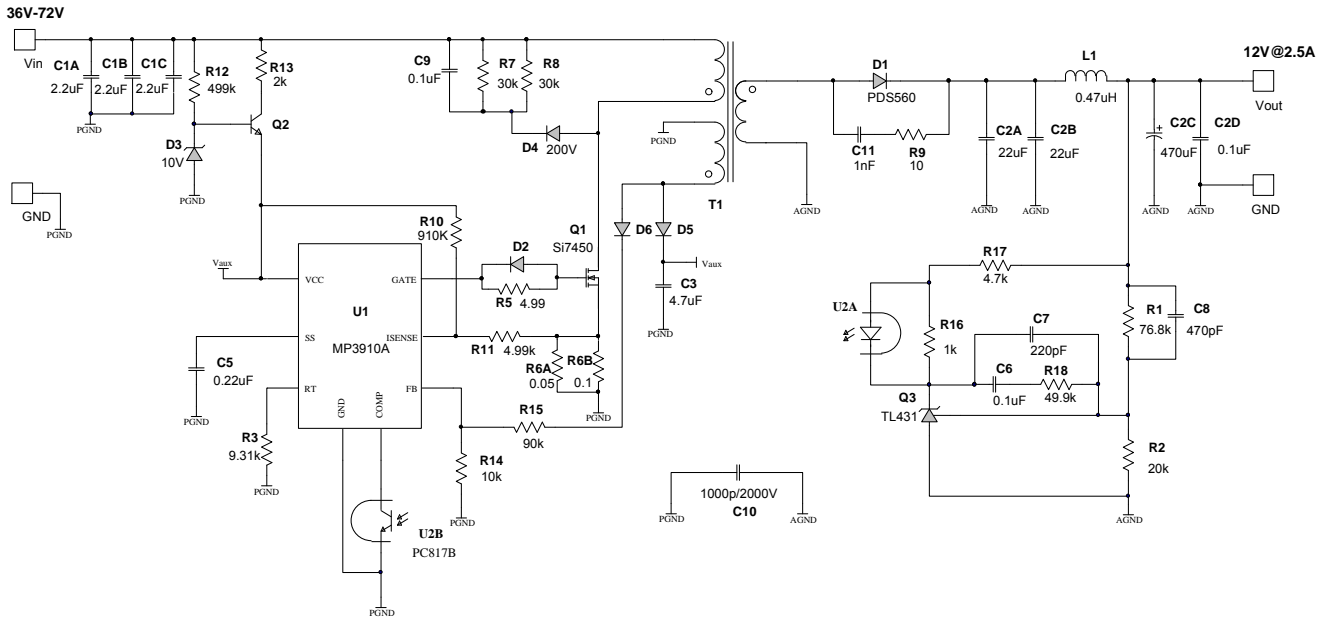 36V-72V
Vin
C1A
2.2uF
C1B
2.2uF
C1C
2.2uF
PGND
R12
499k
R13
2k
Q2
D3
10V
PGND
GND
PGND
C9
0.1uF
R7
30k
R8
30k
D4
200V
PGND
T1
D1
PDS560
C11
1nF
R9
10
AGND
C2A
22uF
AGND
C2B
22uF
AGND
L1
0.47uH
12V@2.5A
Vout
C2C
470uF
AGND
C2D
0.1uF
AGND
GND
R10
910K
Vaux
VCC
GATE
U1
MP3910A
SS
ISENSE
RT
FB
GND
COMP
D2
R5 4.99
Q1
Si7450
D6
D5
Vaux
C3
4.7uF
PGND
R11 4.99k
R6A
0.05
R6B
0.1
PGND
C5
0.22uF
PGND
R3
9.31k
PGND
R15
90k
R14
10k
PGND
U2B
PC817B
PGND
1000p/2000V
C10
PGND
AGND
R17
4.7k
U2A
R16
1k
C7
220pF
C6
0.1uF
R18
49.9k
Q3
TL431
R1
76.8k
C8
470pF
R2
20k
AGND